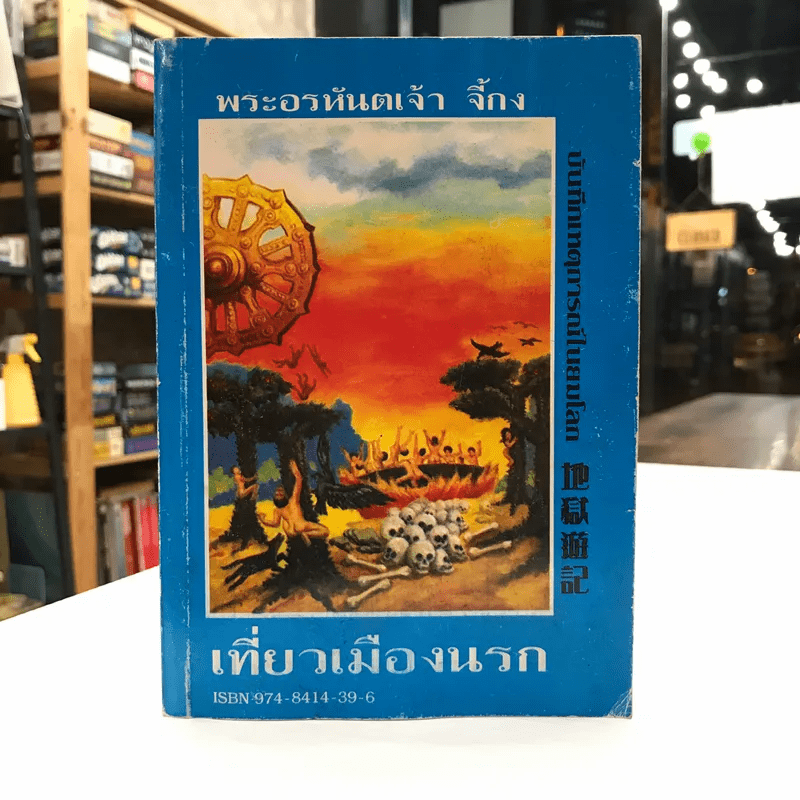 พระอรหันตเจ้า จี้กง
บันทึกเหตุการณ์ในยมโลก 地獄遊記
เที่ยวเมืองนรก
ISBN 974-8414-39-6